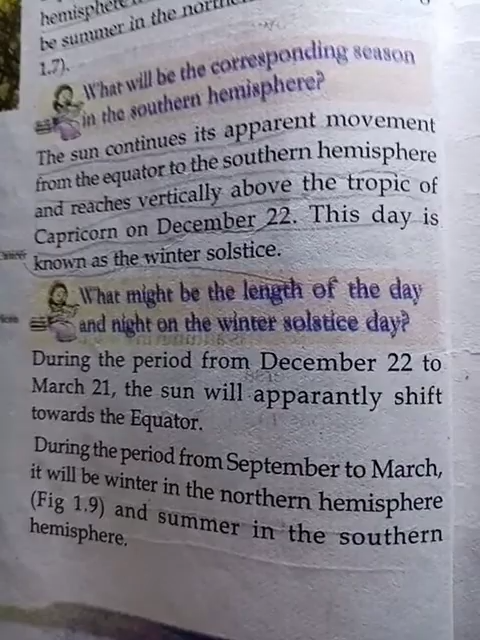 hemisphere
be summer in the northern
1.7).
What will be the corresponding season
in the southern hemisphere?
The sun continues its apparent movement
from the equator to the southern hemisphere
and reaches vertically above the tropic of
Capricorn on December 22. This day is
known as the winter solstice.
What might be the length of the day
and night on the winter solstice day?
During the period from December 22 to
March 21, the sun will apparantly shift
towards the Equator.
During the period from September to March,
it will be winter in the northern hemisphere
(Fig 1.9) and summer in the southern
hemisphere.